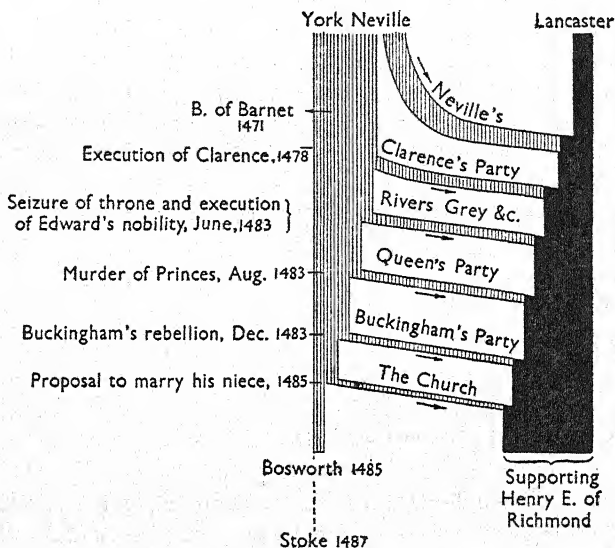 York Neville
Lancaster
Neville's
B. of Barnet
1471
Execution of Clarence, 1478
Clarence's Party
Seizure of throne and execution
of Edward's nobility, June, 1483
Rivers Grey &c.
Queen's Party
Murder of Princes, Aug. 1483
Buckingham's Party
Buckingham's rebellion, Dec. 1483
The Church
Proposal to marry his niece, 1485
Bosworth 1485
Supporting
Henry E. of
Richmond
Stoke 1487